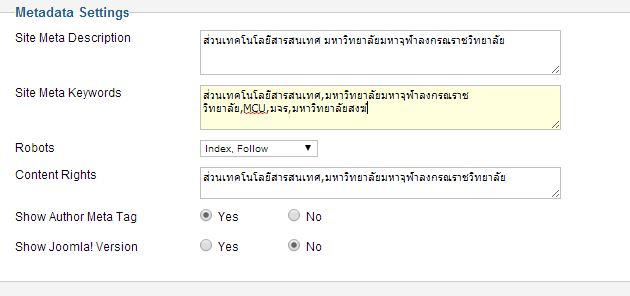 Metadata Settings
Site Meta Description
ส่วนเทคโนโลยีสารสนเทศ มหาวิทยาลัยมหาจุฬาลงกรณราชวิทยาลัย
Site Meta Keywords
ส่วนเทคโนโลยีสารสนเทศ,มหาวิทยาลัยมหาจุฬาลงกรณราช
วิทยาลัย,MCU,มจร,มหาวิทยาลัยสงฆ์
Robots
Index, Follow
Content Rights
ส่วนเทคโนโลยีสารสนเทศ,มหาวิทยาลัยมหาจุฬาลงกรณราชวิทยาลัย
Show Author Meta Tag
Yes No
Show Joomla! Version
Yes No